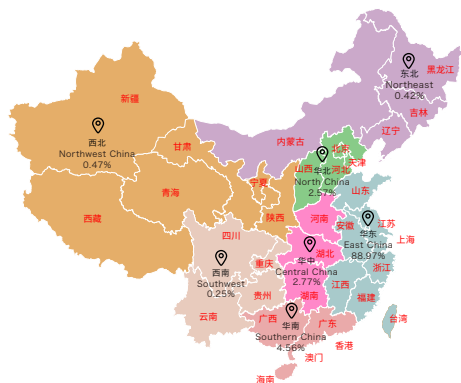 黑龙江
东北
Northeast
0.42%
吉林
辽宁
内蒙古
新疆
西北
Northwest China
0.47%
甘肃
宁夏
青海
陕西
西藏
北京
天津
山西
河北
华北
North China
2.57%
山东
河南
安徽
江苏
上海
华东
East China
88.97%
浙江
江西
福建
台湾
湖北
华中
Central China
2.77%
湖南
四川
重庆
西南
Southwest
0.25%
贵州
云南
广西
广东
华南
Southern China
4.56%
香港
澳门
海南